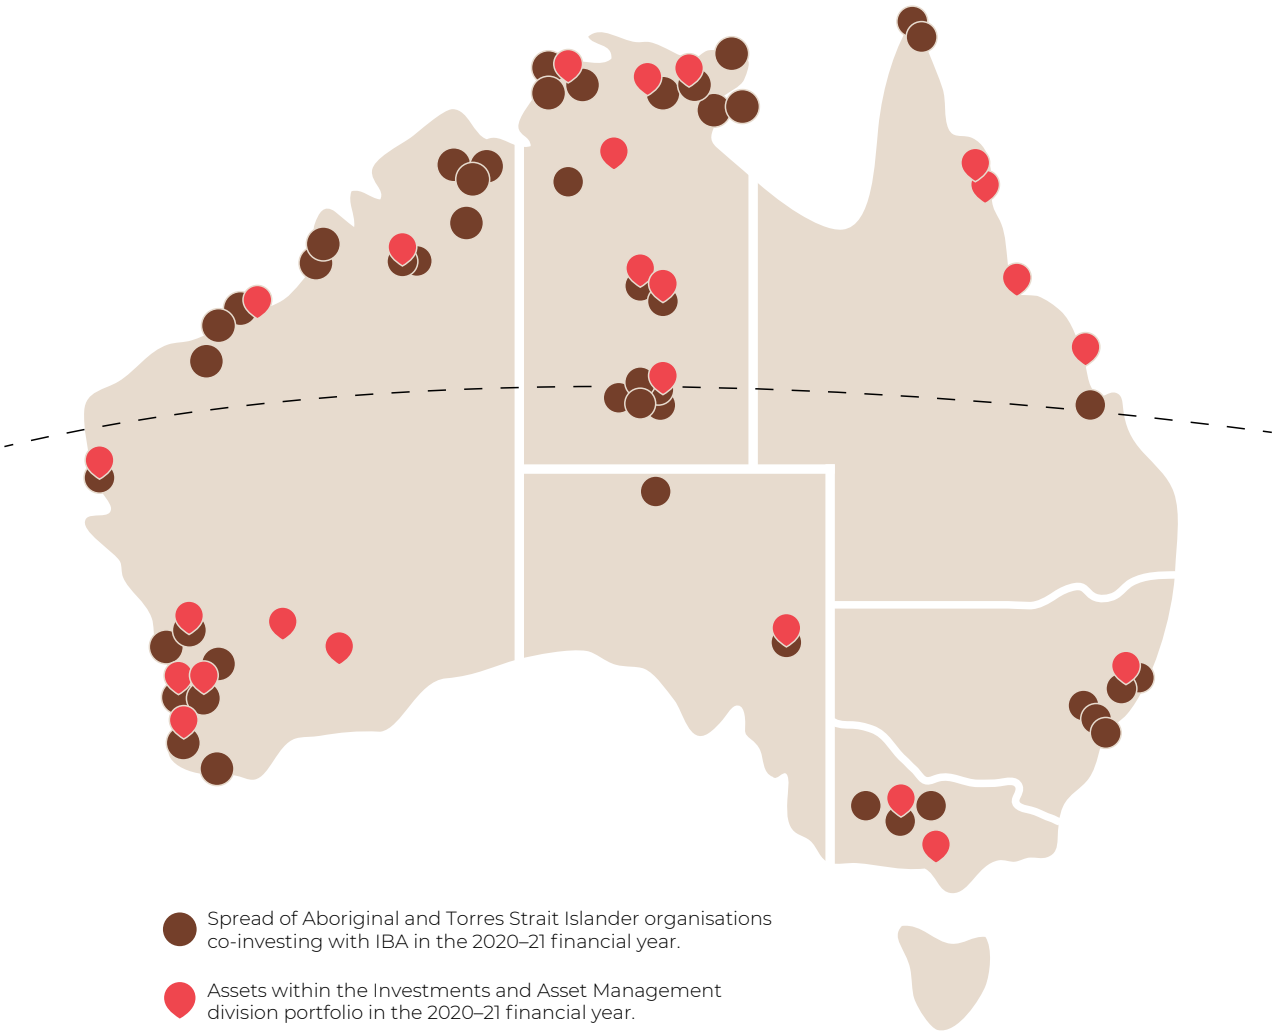 Spread of Aboriginal and Torres Strait Islander organisations
co-investing with IBA in the 2020–21 financial year.
Assets within the Investments and Asset Management
division portfolio in the 2020–21 financial year.